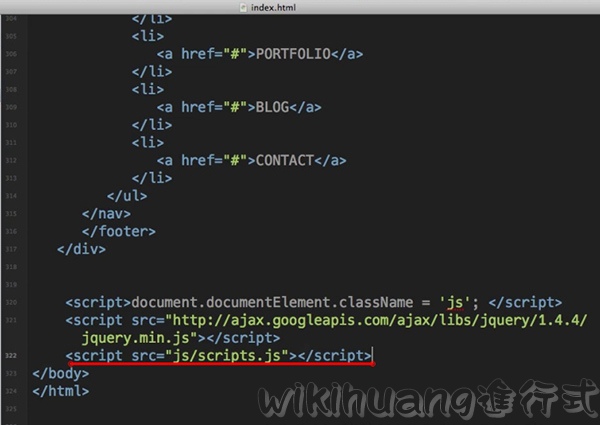 index.html
304 </li>
305 <li>
306 <a href="#">PORTFOLIO</a>
307 </li>
308 <li>
309 <a href="#">BLOG</a>
310 </li>
311 <li>
312 <a href="#">CONTACT</a>
313 </li>
314 </ul>
315 </nav>
316 </footer>
317 </div>
318
319
320 <script>document.documentElement.className = 'js'; </script>
321 <script src="http://ajax.googleapis.com/ajax/libs/jquery/1.4.4/
jquery.min.js"></script>
322 <script src="js/scripts.js"></script>
323 </body>
324 </html>
325
wikihuang進行式